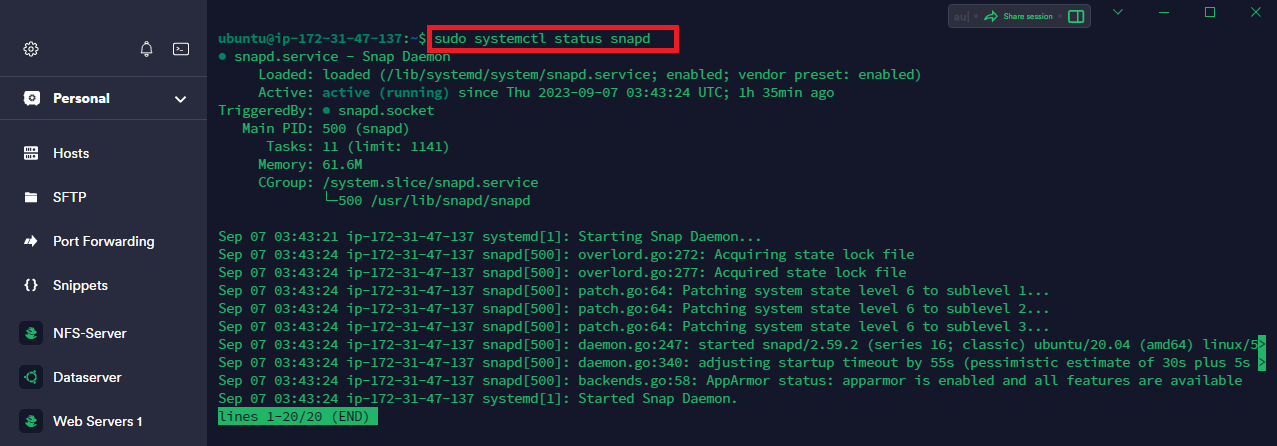 au| Share session
Personal
Hosts
SFTP
Port Forwarding
Snippets
NFS-Server
Dataserver
Web Servers 1
ubuntu@ip-172-31-47-137:~$ sudo systemctl status snapd
● snapd.service - Snap Daemon
Loaded: loaded (/lib/systemd/system/snapd.service; enabled; vendor preset: enabled)
Active: active (running) since Thu 2023-09-07 03:43:24 UTC; 1h 35min ago
TriggeredBy: ● snapd.socket
Main PID: 500 (snapd)
Tasks: 11 (limit: 1141)
Memory: 61.6M
CGroup: /system.slice/snapd.service
└─500 /usr/lib/snapd/snapd
Sep 07 03:43:21 ip-172-31-47-137 systemd[1]: Starting Snap Daemon...
Sep 07 03:43:24 ip-172-31-47-137 snapd[500]: overlord.go:272: Acquiring state lock file
Sep 07 03:43:24 ip-172-31-47-137 snapd[500]: overlord.go:277: Acquired state lock file
Sep 07 03:43:24 ip-172-31-47-137 snapd[500]: patch.go:64: Patching system state level 6 to sublevel 1...
Sep 07 03:43:24 ip-172-31-47-137 snapd[500]: patch.go:64: Patching system state level 6 to sublevel 2...
Sep 07 03:43:24 ip-172-31-47-137 snapd[500]: patch.go:64: Patching system state level 6 to sublevel 3...
Sep 07 03:43:24 ip-172-31-47-137 snapd[500]: daemon.go:247: started snapd/2.59.2 (series 16; classic) ubuntu/20.04 (amd64) linux/5>
Sep 07 03:43:24 ip-172-31-47-137 snapd[500]: daemon.go:340: adjusting startup timeout by 55s (pessimistic estimate of 30s plus 5s >
Sep 07 03:43:24 ip-172-31-47-137 snapd[500]: backends.go:58: AppArmor status: apparmor is enabled and all features are available
Sep 07 03:43:24 ip-172-31-47-137 systemd[1]: Started Snap Daemon.
lines 1-20/20 (END)